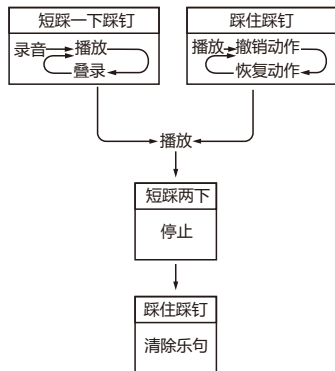 短踩一下踩钉
录音 播放
叠录
踩住踩钉
播放 撤销动作
恢复动作
播放
短踩两下
停止
踩住踩钉
清除乐句